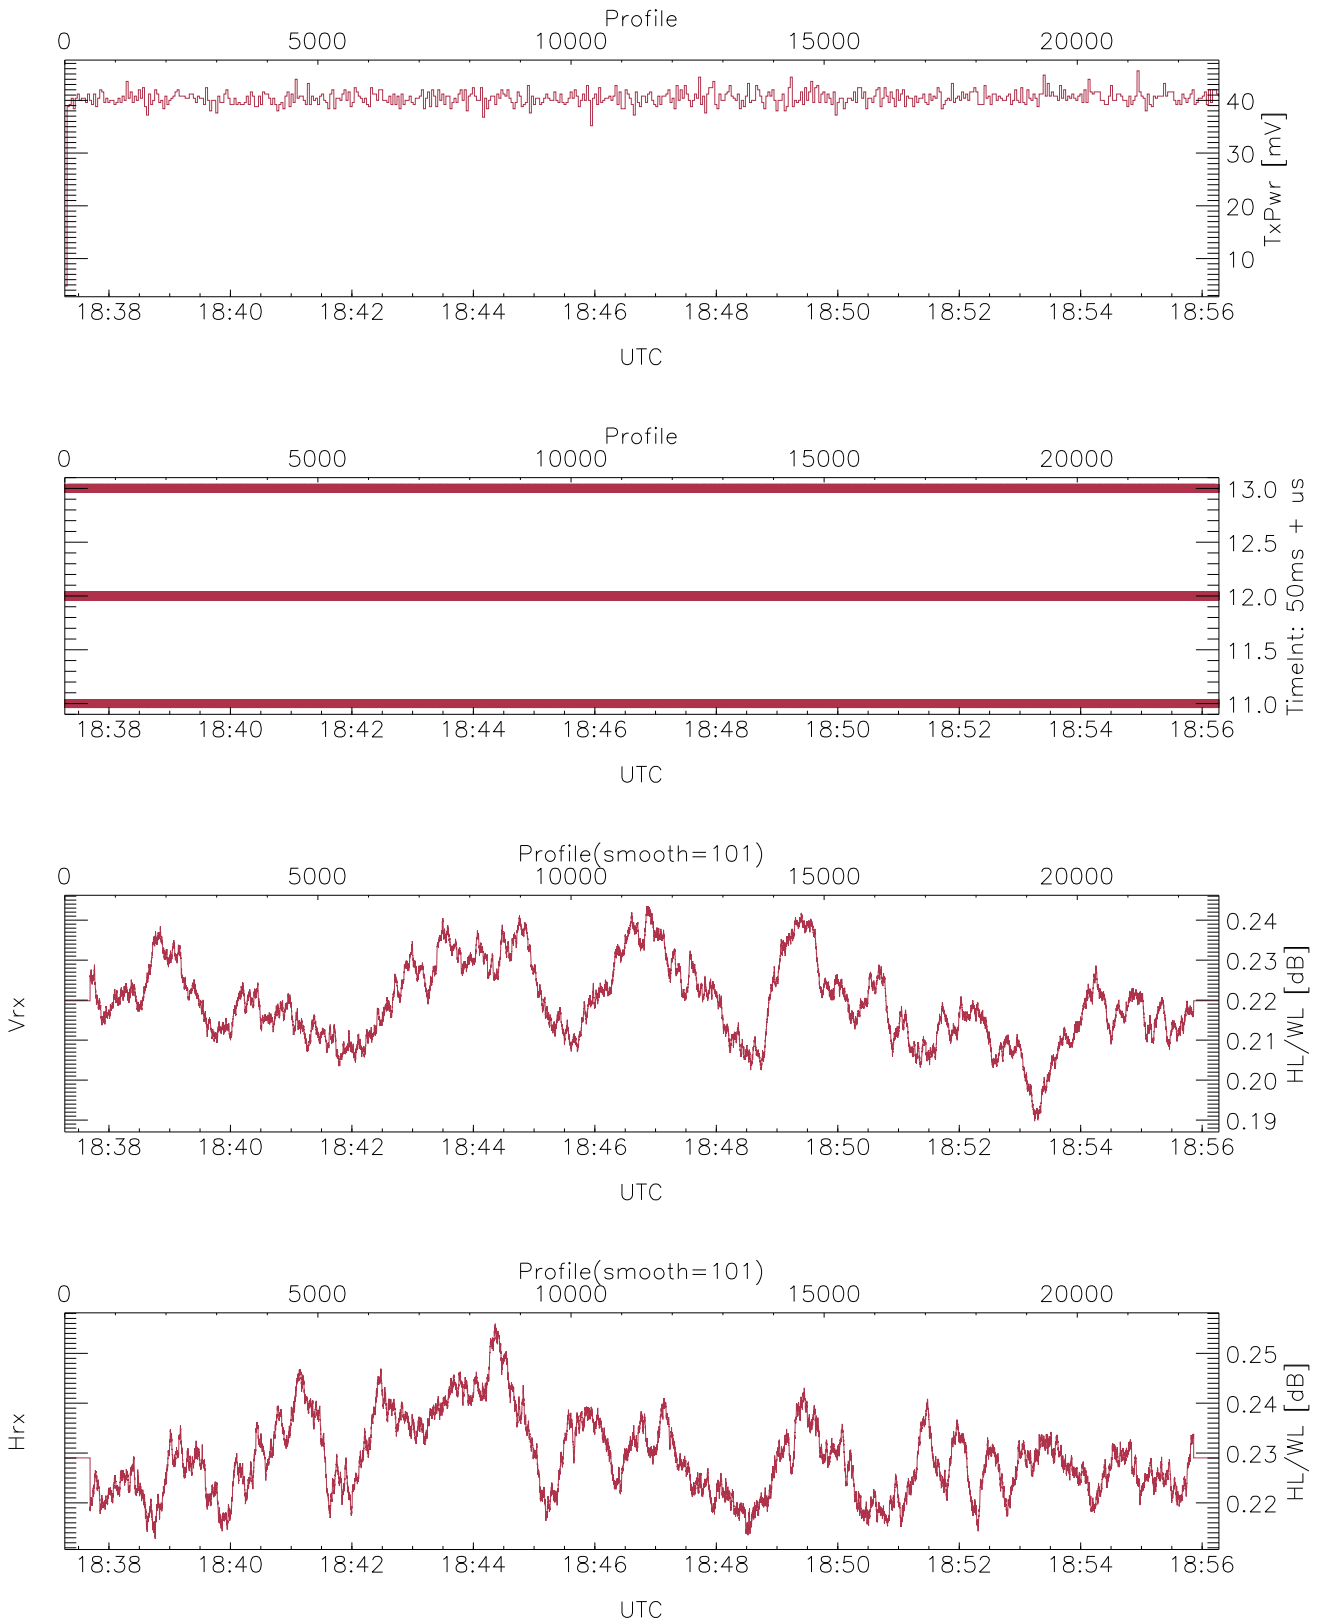 Profile
0 5000 10000 15000 20000
40
30
20
10
TxPwr [mV]
18:38 18:40 18:42 18:44 18:46 18:48 18:50 18:52 18:54 18:56
UTC
Profile
0 5000 10000 15000 20000
13.0
12.5
12.0
11.5
11.0
TimeInt: 50ms + us
18:38 18:40 18:42 18:44 18:46 18:48 18:50 18:52 18:54 18:56
UTC
Profile(smooth=101)
0 5000 10000 15000 20000
Vrx
0.24
0.23
0.22
0.21
0.20
0.19
HL/WL [dB]
18:38 18:40 18:42 18:44 18:46 18:48 18:50 18:52 18:54 18:56
UTC
Profile(smooth=101)
0 5000 10000 15000 20000
Hrx
0.25
0.24
0.23
0.22
HL/WL [dB]
18:38 18:40 18:42 18:44 18:46 18:48 18:50 18:52 18:54 18:56
UTC